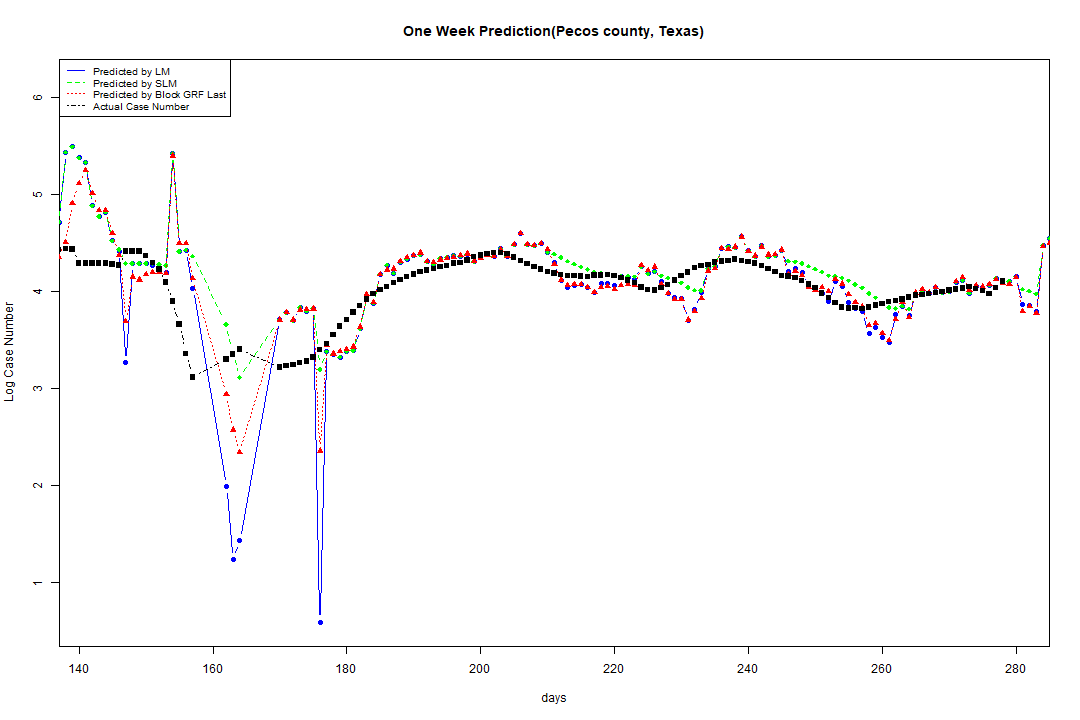 One Week Prediction(Pecos county, Texas)
Predicted by LM
Predicted by SLM
Predicted by Block GRF Last
Actual Case Number
6
5
4
3
2
1
Log Case Number
140 160 180 200 220 240 260 280
days